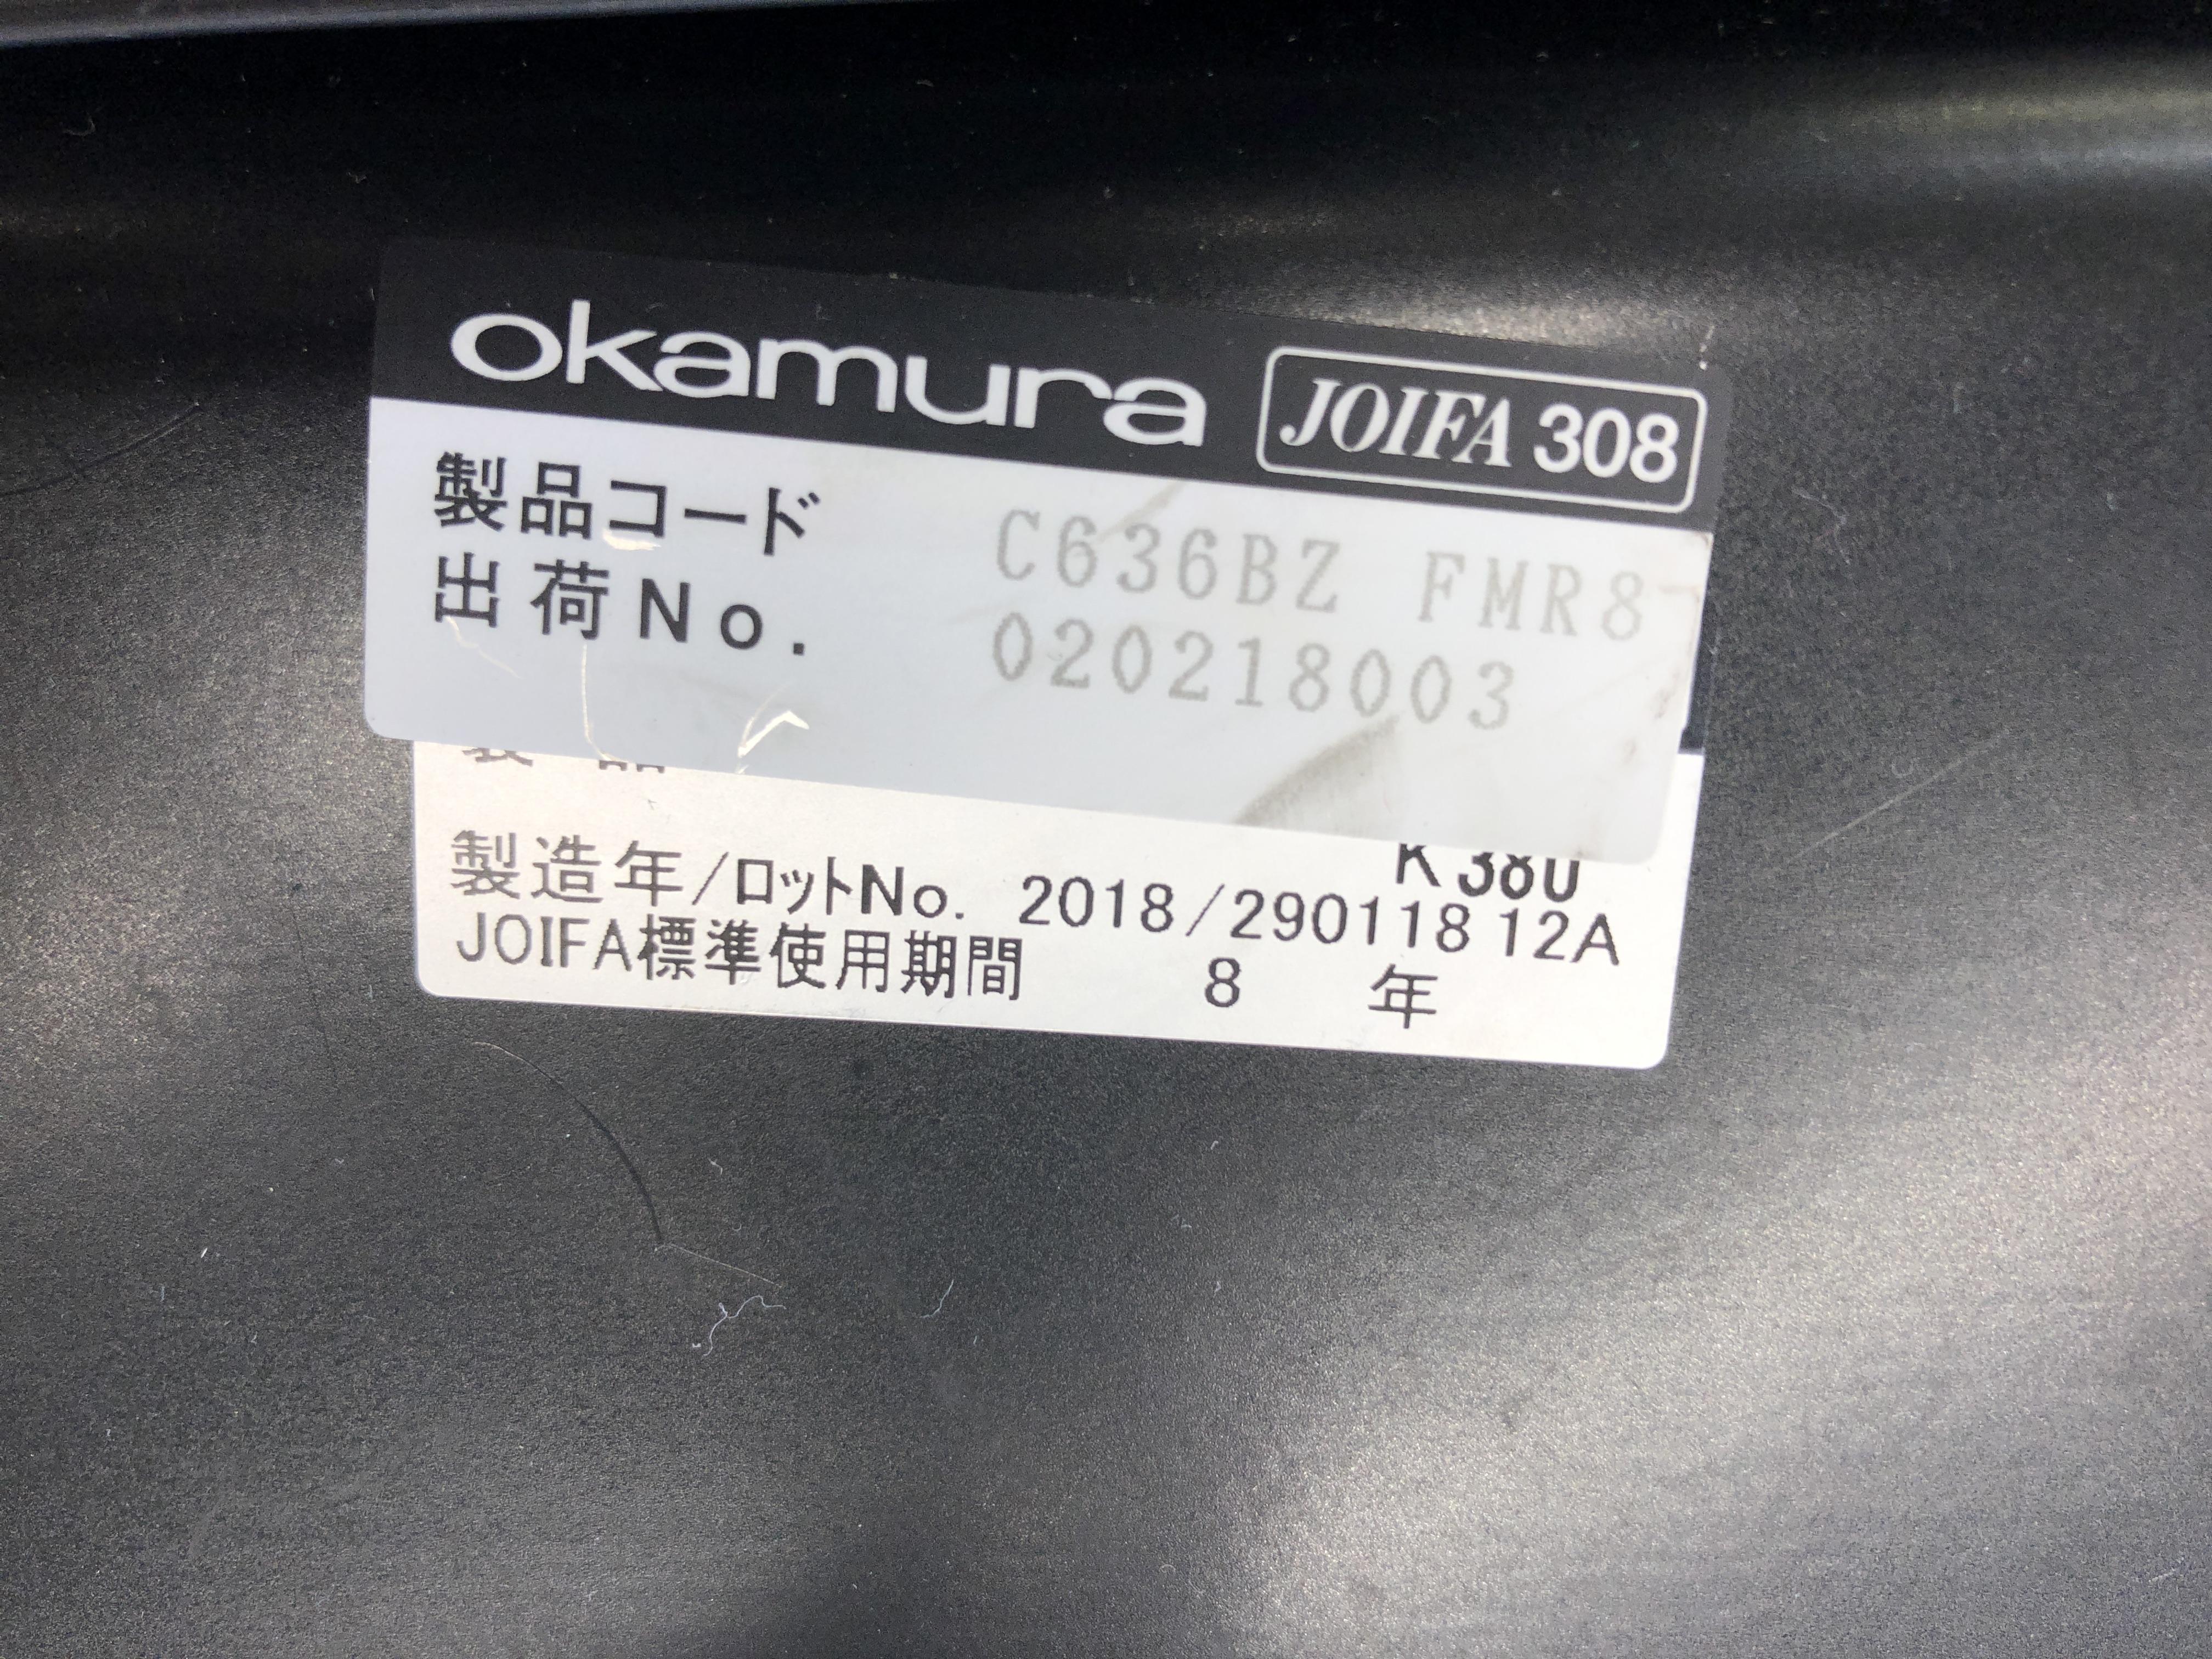 okamura JOIFA 308
製品コード C636BZ FMR8
出荷No. 020218003
K380
製造年/ロットNo. 2018/290118 12A
JOIFA標準使用期間 8 年